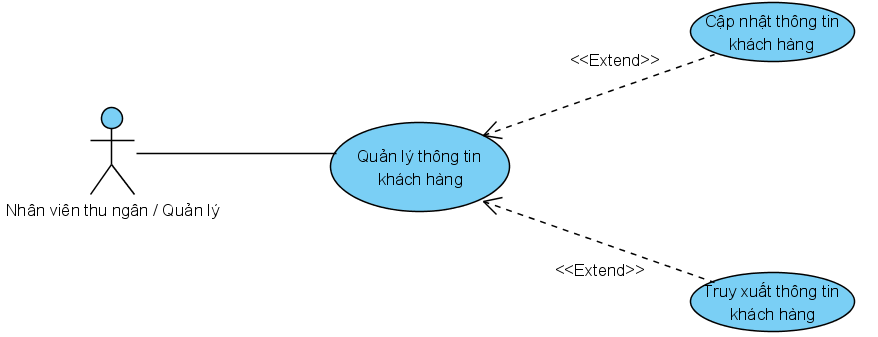 Cập nhật thông tin
khách hàng
<<Extend>>
Quản lý thông tin
khách hàng
Nhân viên thu ngân / Quản lý
<<Extend>>
Truy xuất thông tin
khách hàng